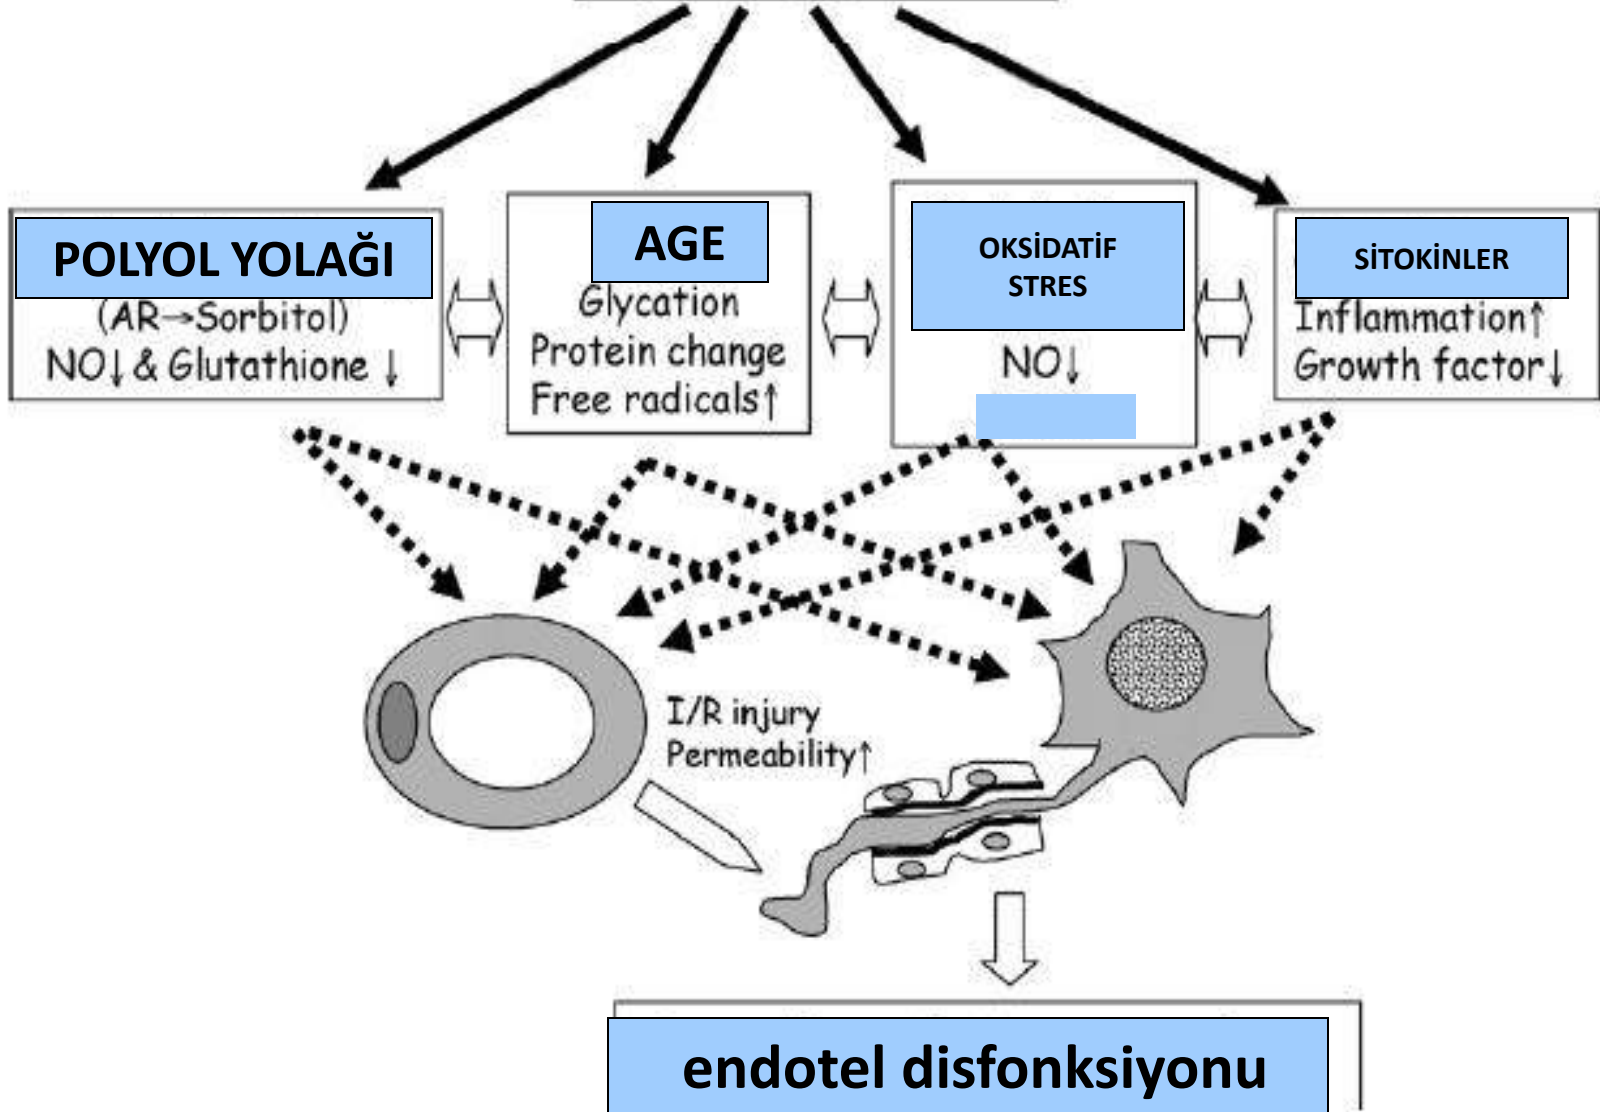 POLYOL YOLAĞI
(AR→Sorbitol)
NO↓ & Glutathione ↓
AGE
Glycation
Protein change
Free radicals↑
OKSİDATİF
STRES
NO↓
SİTOKİNLER
Inflammation↑
Growth factor↓
I/R injury
Permeability↑
endotel disfonksiyonu